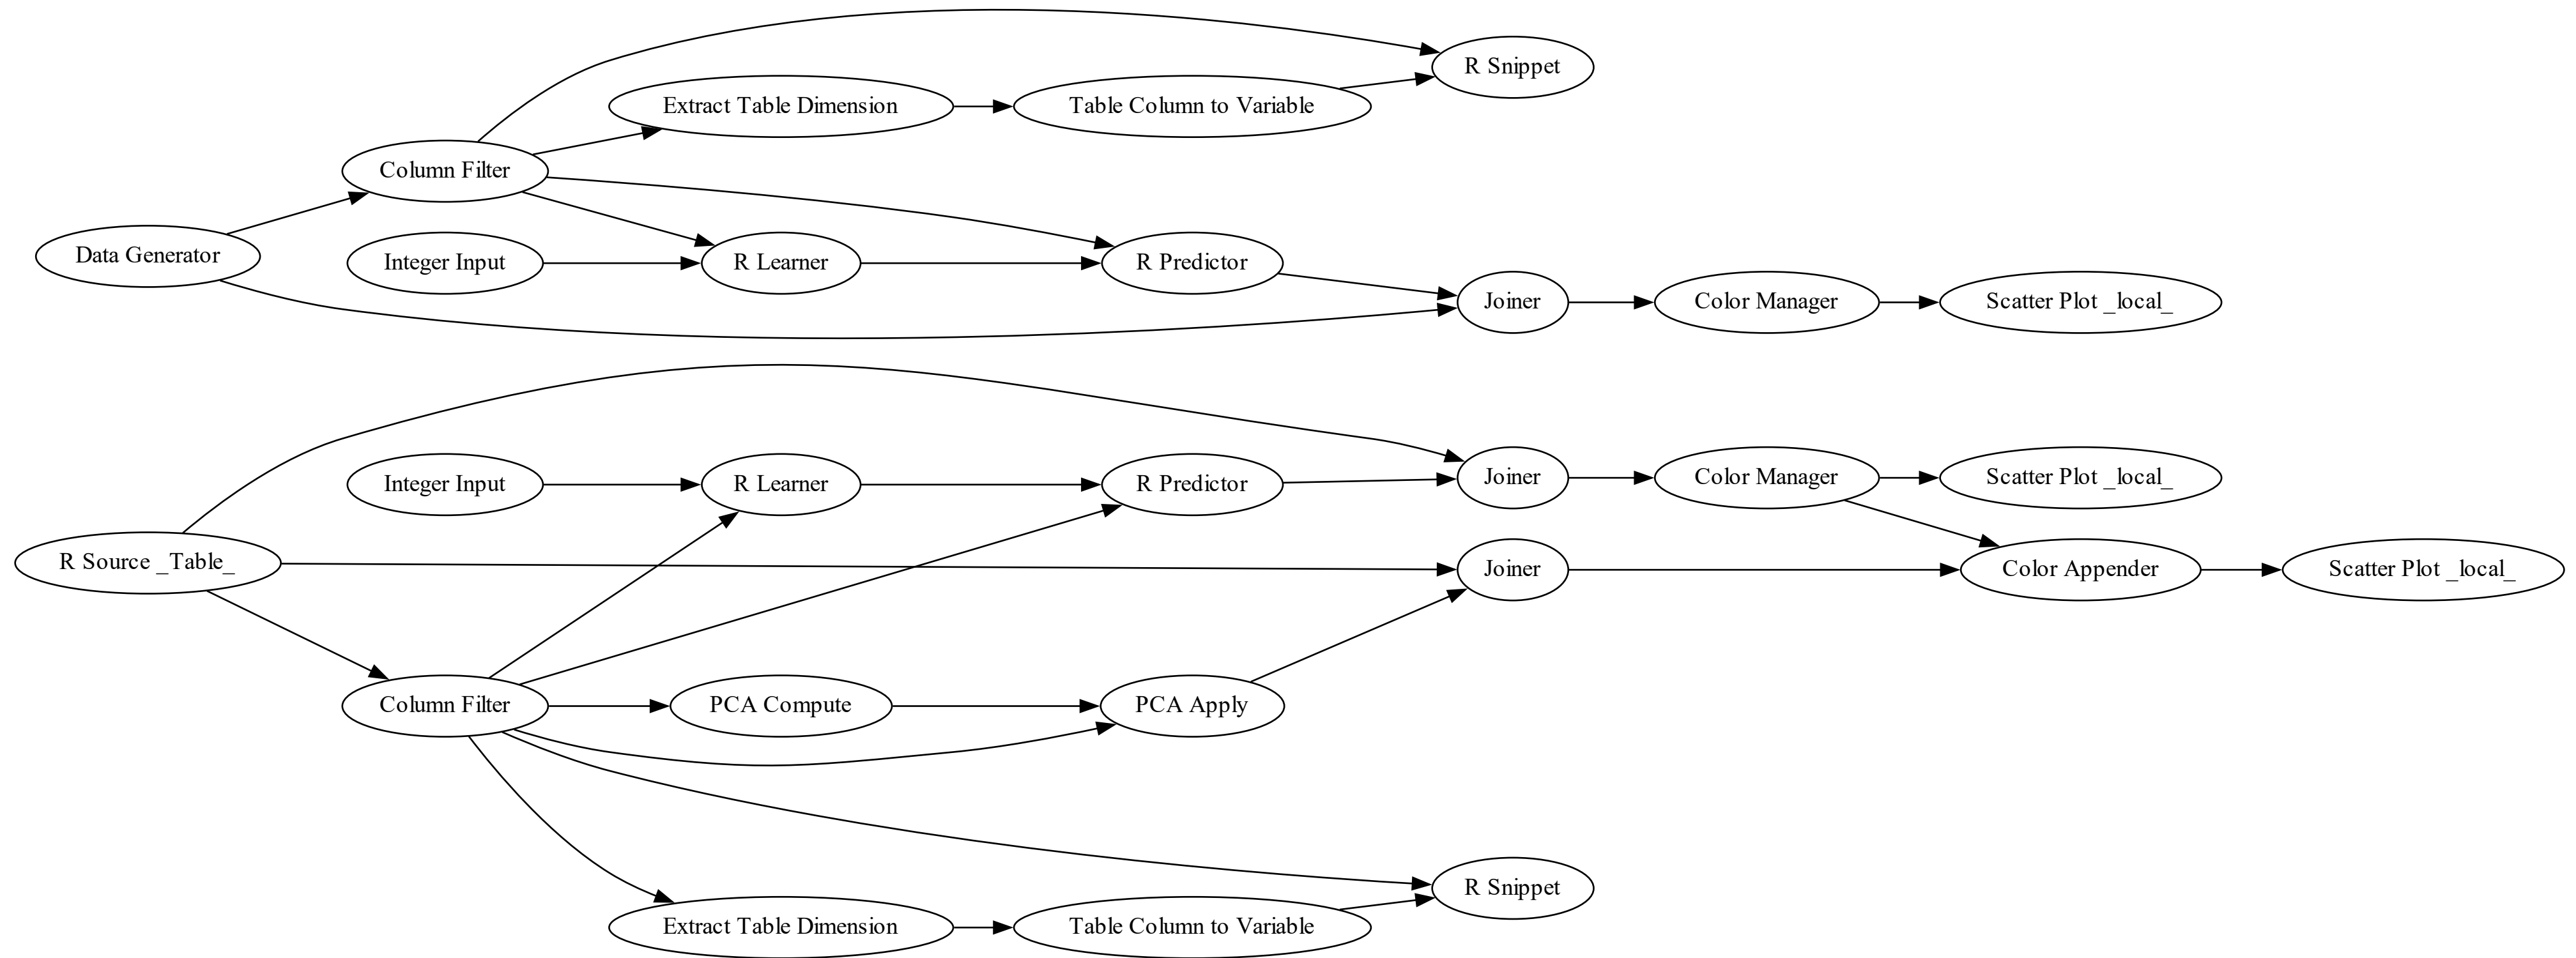 R Snippet
Extract Table Dimension
Table Column to Variable
Column Filter
Data Generator
Integer Input
R Learner
R Predictor
Joiner
Color Manager
Scatter Plot _local_
Integer Input
R Learner
R Predictor
Joiner
Color Manager
Scatter Plot _local_
R Source _Table_
Joiner
Color Appender
Scatter Plot _local_
Column Filter
PCA Compute
PCA Apply
R Snippet
Extract Table Dimension
Table Column to Variable